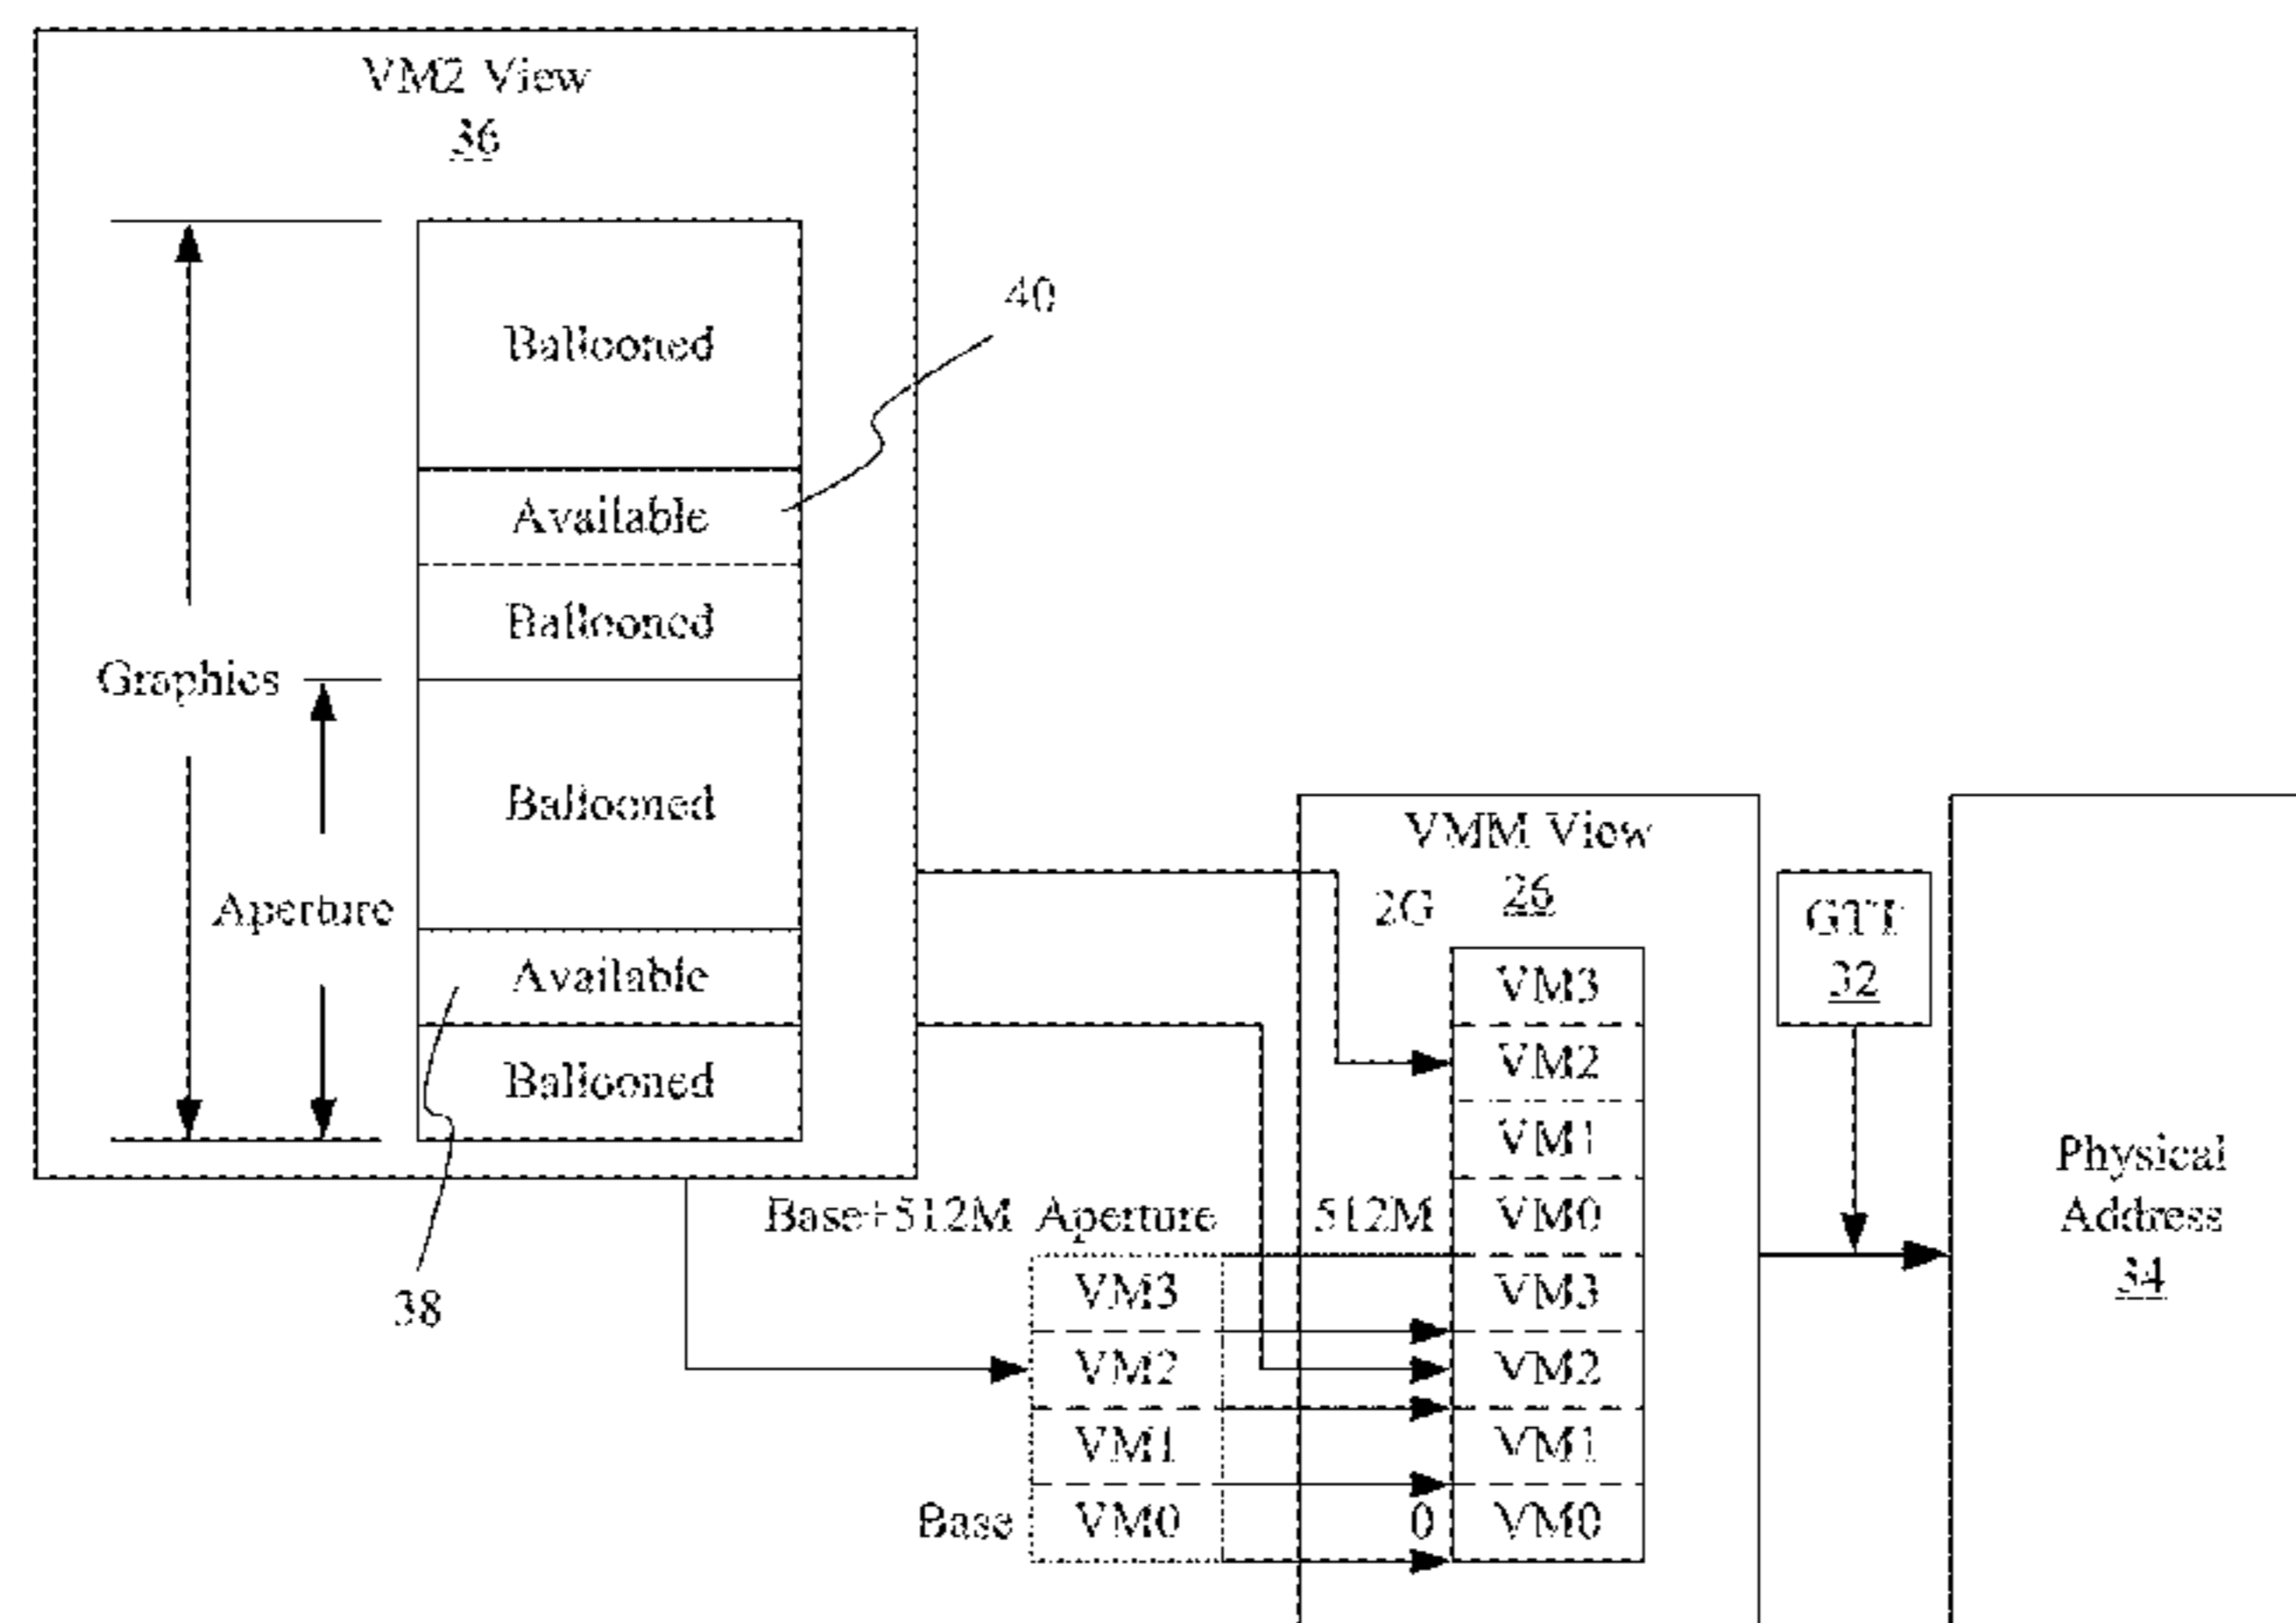 VM2 View
36
Ballooned
40
Available
Ballooned
Graphics
Ballooned
Aperture
Available
Ballooned
38
VMM View
26
2G
VM3
VM2
VM1
512M
VM0
VM3
VM2
VM1
0
VM0
Base+512M Aperture
VM3
VM2
VM1
Base
VM0
GTT
32
Physical
Address
34